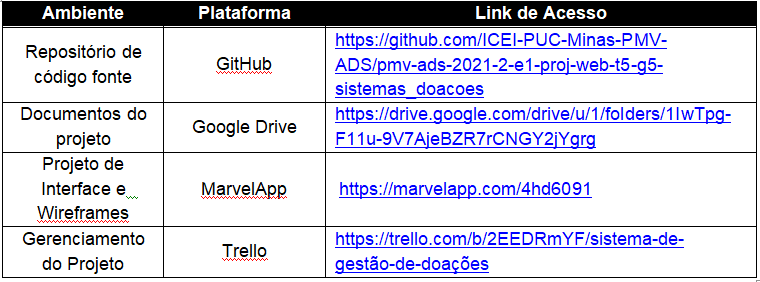 Ambiente Plataforma Link de Acesso
Repositório de
código fonte
GitHub
https://github.com/ICEI-PUC-Minas-PMV-
ADS/pmv-ads-2021-2-e1-proj-web-t5-g5-
sistemas_doacoes
Documentos do
projeto
Google Drive
https://drive.google.com/drive/u/1/folders/1IwTpg-
F11u-9V7AjeBZR7rCNGY2jYgrg
Projeto de
Interface e
Wireframes
MarvelApp
https://marvelapp.com/4hd6091
Gerenciamento
do Projeto
Trello
https://trello.com/b/2EEDRmYF/sistema-de-
gestão-de-doações